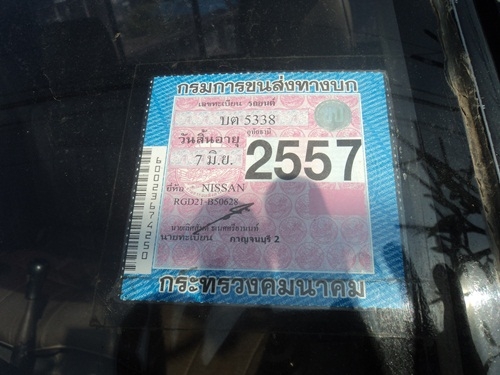 กรมการขนส่งทางบก
เลขทะเบียน รถยนต์
บต 5338
วันสิ้นอายุ
7 มิ.ย. 2557
ยี่ห้อ NISSAN
RGD21-B50628
นายทะเบียน กาญจนบุรี 2
กระทรวงคมนาคม
60023674250